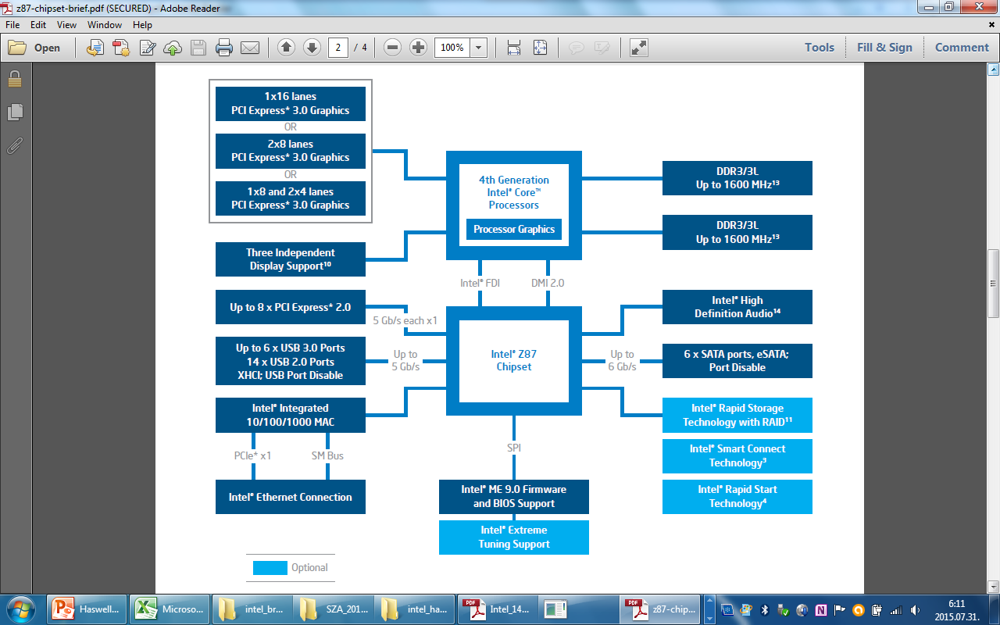 z87-chipset-brief.pdf (SECURED) - Adobe Reader
File Edit View Window Help
Open
2 / 4
100%
Tools
Fill & Sign
Comment
1x16 lanes
PCI Express* 3.0 Graphics
OR
2x8 lanes
PCI Express* 3.0 Graphics
OR
1x8 and 2x4 lanes
PCI Express* 3.0 Graphics
4th Generation
Intel® Core™
Processors
Processor Graphics
DDR3/3L
Up to 1600 MHz¹³
DDR3/3L
Up to 1600 MHz¹³
Three Independent
Display Support¹⁰
Intel® FDI
DMI 2.0
Up to 8 x PCI Express* 2.0
5 Gb/s each x1
Intel® High
Definition Audio¹⁴
Up to 6 x USB 3.0 Ports
14 x USB 2.0 Ports
XHCI; USB Port Disable
Up to
5 Gb/s
Intel® Z87
Chipset
Up to
6 Gb/s
6 x SATA ports, eSATA;
Port Disable
Intel® Integrated
10/100/1000 MAC
Intel® Rapid Storage
Technology with RAID¹¹
PCIe* x1
SM Bus
SPI
Intel® Smart Connect
Technology³
Intel® Ethernet Connection
Intel® ME 9.0 Firmware
and BIOS Support
Intel® Rapid Start
Technology⁴
Intel® Extreme
Tuning Support
Optional
Haswell...
Microso...
intel_br...
SZA_201...
intel_ha...
PDF
Intel_14...
PDF
z87-chip...
6:11
2015.07.31.